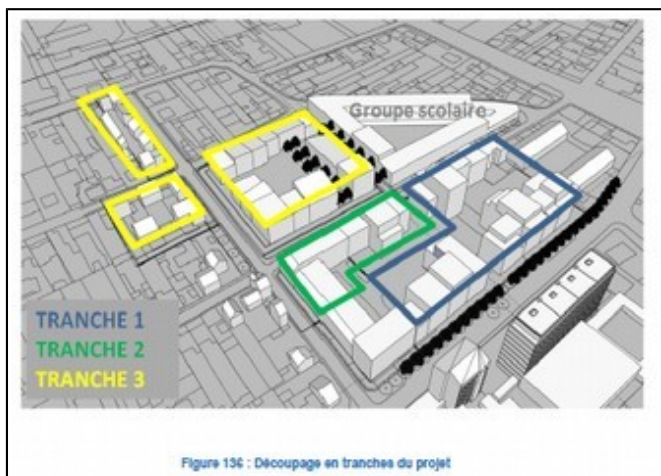 Groupe scolaire
TRANCHE 1
TRANCHE 2
TRANCHE 3
Figure 136 : Découpage en tranches du projet